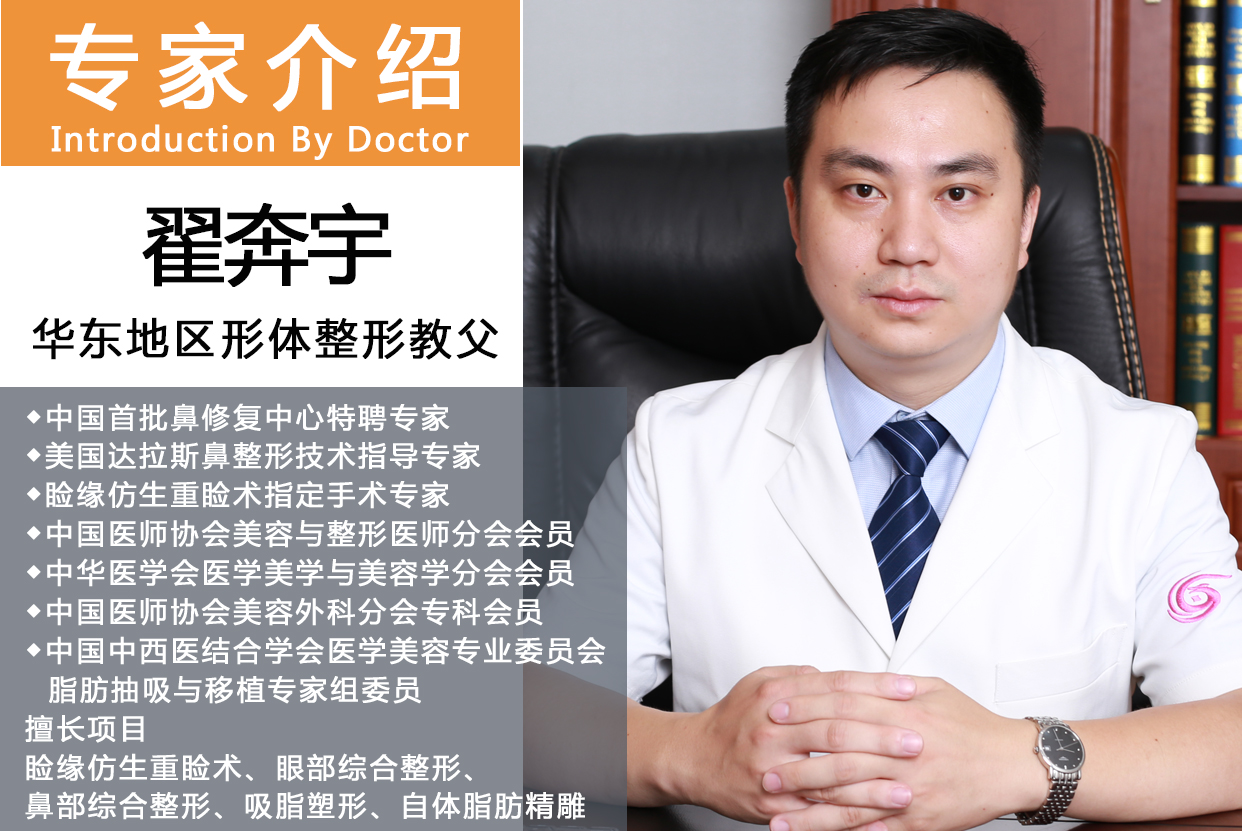 专家介绍
Introduction By Doctor
翟奔宇
华东地区形体整形教父
◆中国首批鼻修复中心特聘专家
◆美国达拉斯鼻整形技术指导专家
◆睑缘仿生重睑术指定手术专家
◆中国医师协会美容与整形医师分会会员
◆中华医学会医学美学与美容学分会会员
◆中国医师协会美容外科分会专科会员
◆中国中西医结合学会医学美容专业委员会
脂肪抽吸与移植专家组委员
擅长项目
睑缘仿生重睑术、眼部综合整形、
鼻部综合整形、吸脂塑形、自体脂肪精雕